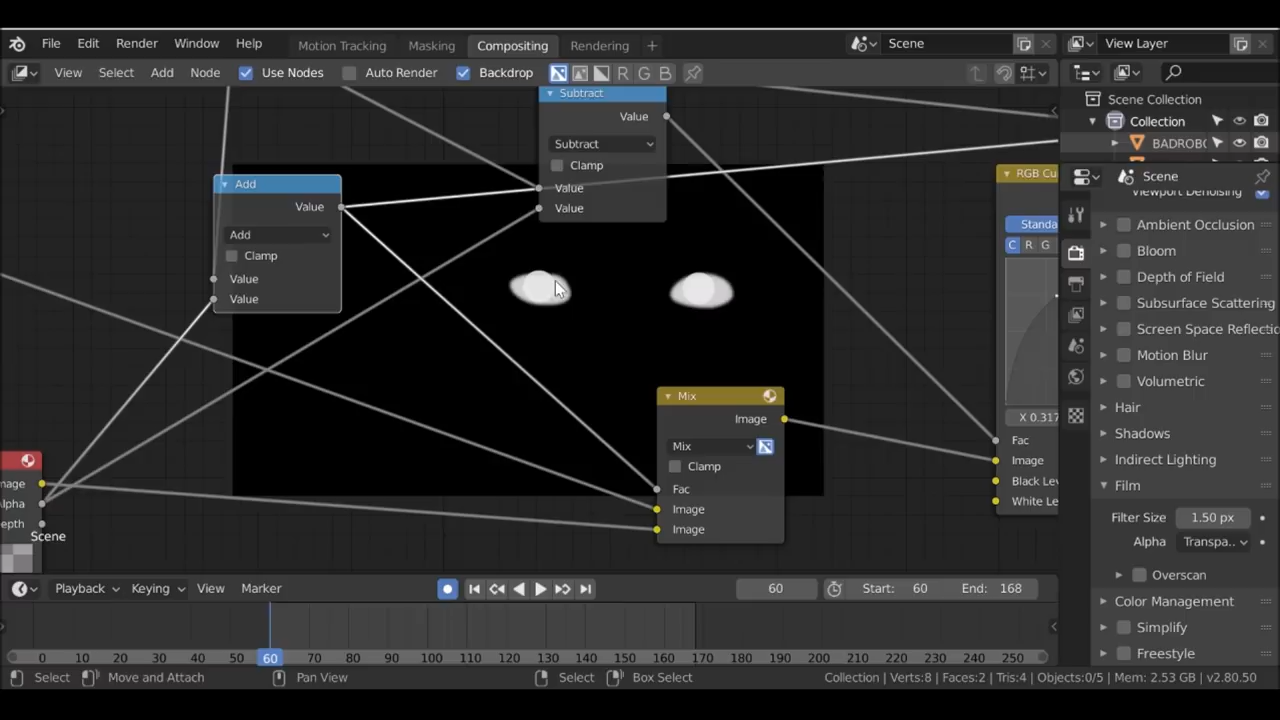 File Edit Render Window Help Motion Tracking Masking Compositing Rendering + Scene View Layer
View Select Add Node Use Nodes Auto Render Backdrop R G B
Scene Collection
Collection
BADROBO
Scene
Viewport Denoising
Subtract
Value
Subtract
Clamp
Value
Value
Add
Value
Add
Clamp
Value
Value
Mix
Image
Mix
Clamp
Fac
Image
Image
RGB Cu
Standa
C R G
X 0.317
Fac
Image
Black Le
White Le
mage
Alpha
epth
Scene
Ambient Occlusion
Bloom
Depth of Field
Subsurface Scattering
Screen Space Reflectio
Motion Blur
Volumetric
Hair
Shadows
Indirect Lighting
Film
Filter Size 1.50 px
Alpha Transpa..
Overscan
Color Management
Simplify
Freestyle
Playback Keying View Marker 60 Start: 60 End: 168
0 10 20 30 40 50 60 70 80 90 100 110 120 130 140 150 160 170 180 190 200 210 220 230 240 250
Select Move and Attach Pan View Select Box Select Collection | Verts:8 | Faces:2 | Tris:4 | Objects:0/5 | Mem: 2.53 GB | v2.80.50